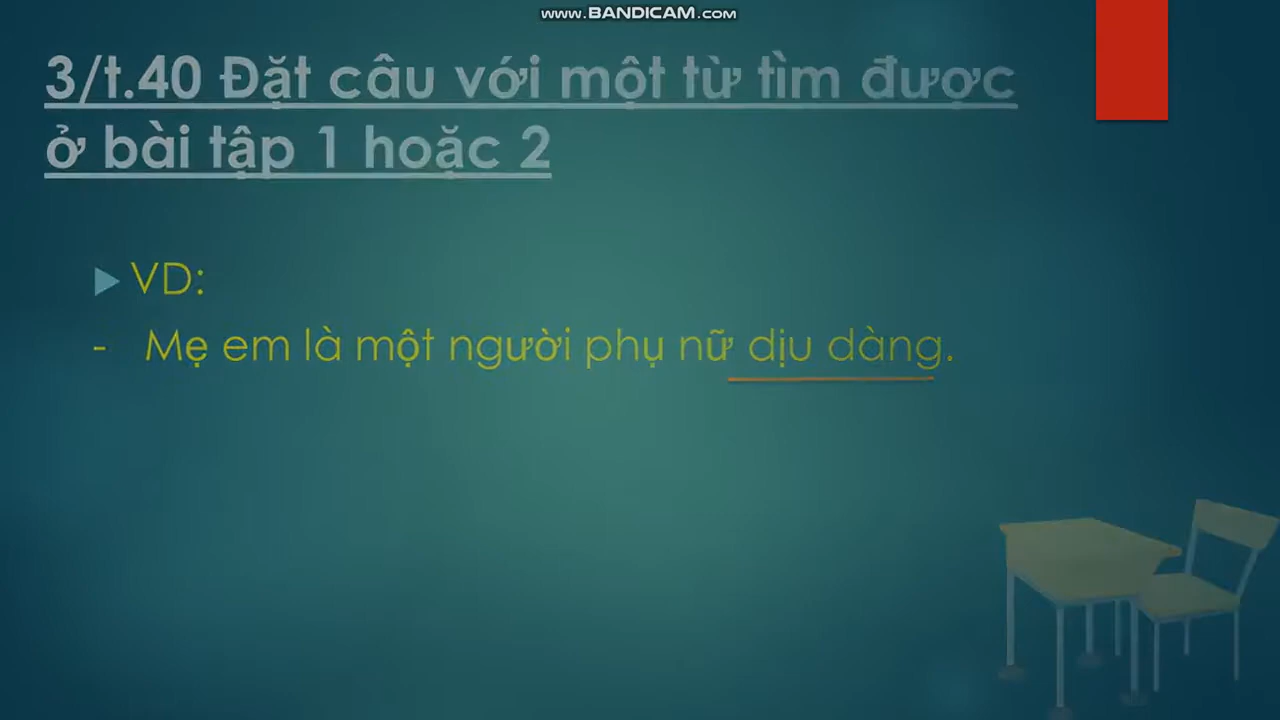 www.BANDICAM.com
3/t.40 Đặt câu với một từ tìm được
ở bài tập 1 hoặc 2
VD:
- Mẹ em là một người phụ nữ dịu dàng.